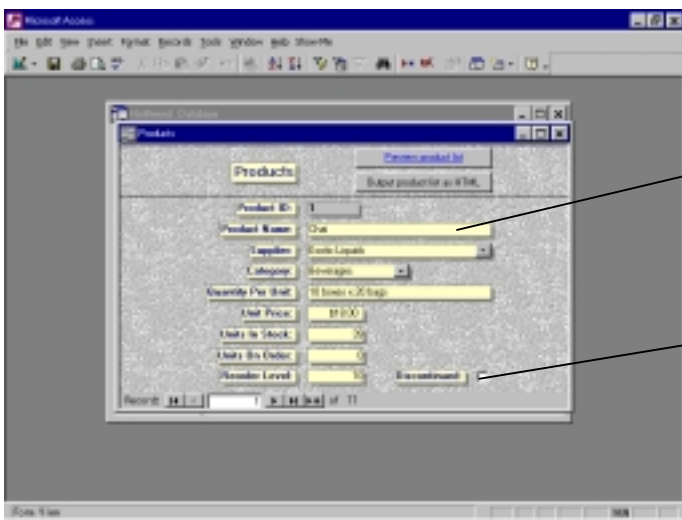 Microsoft Access
File Edit View Insert Format Records Tools Window Help Show Me
Northwind : Database
Products
Products
Preview product list
Output product list as HTML
Product ID: 1
Product Name: Chai
Supplier: Exotic Liquids
Category: Beverages
Quantity Per Unit: 10 boxes x 20 bags
Unit Price: $18.00
Units In Stock: 39
Units On Order: 0
Reorder Level: 10 Discontinued:
Record: 1 of
Form View NUM